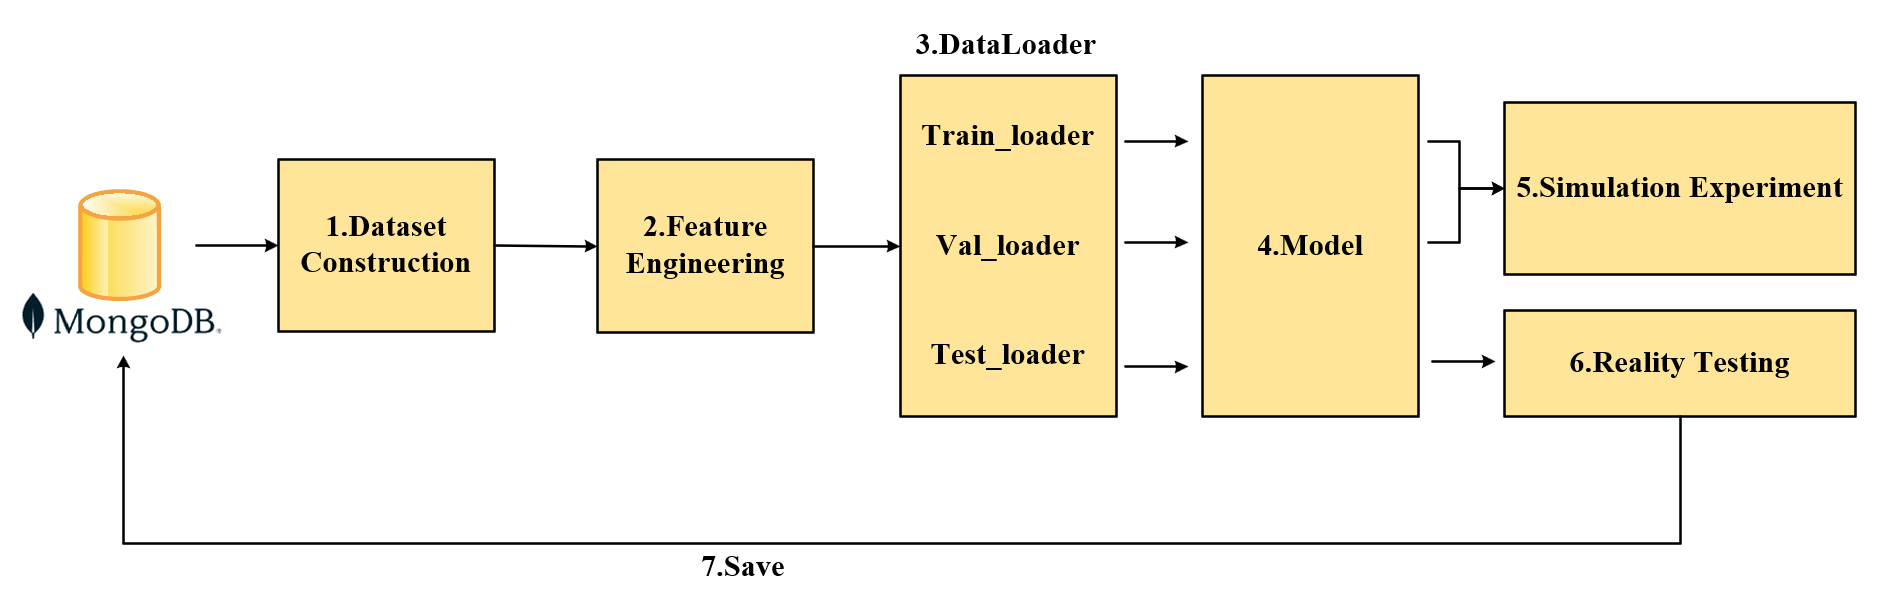 3.DataLoader
Train_loader
Val_loader
Test_loader
1.Dataset
Construction
2.Feature
Engineering
4.Model
5.Simulation Experiment
6.Reality Testing
MongoDB
7.Save